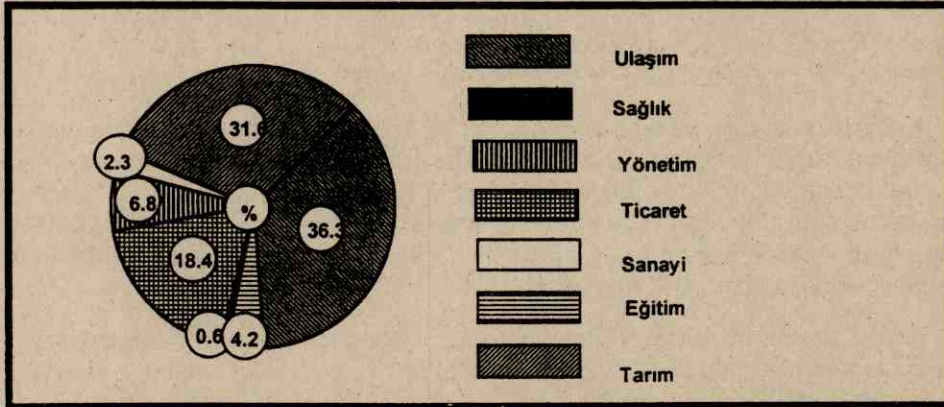 31.6
2.3
6.8
%
36.3
18.4
0.6
4.2
Ulaşım
Sağlık
Yönetim
Ticaret
Sanayi
Eğitim
Tarım